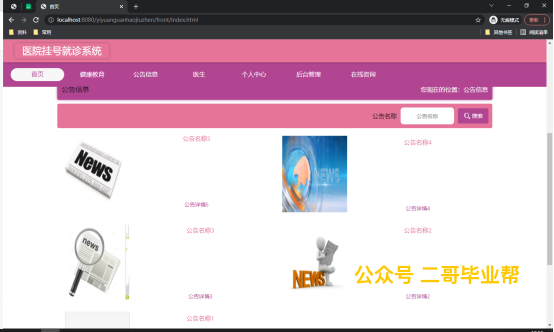 首页
localhost:8080/yiyuanguanhaojiuzhen/front/index.html
无痕模式
资料 常用 其他书签 阅读清单
医院挂号就诊系统
首页 健康教育 公告信息 医生 个人中心 后台管理 在线咨询
公告信息 您现在的位置：公告信息
公告名称 公告名称 搜索
公告名称5 公告名称4
NEWS
NEWS
公告详情5 公告详情4
公告名称3 公告名称2
news
NEWS
公众号 二哥毕业帮
公告详情3 公告详情2
公告名称1